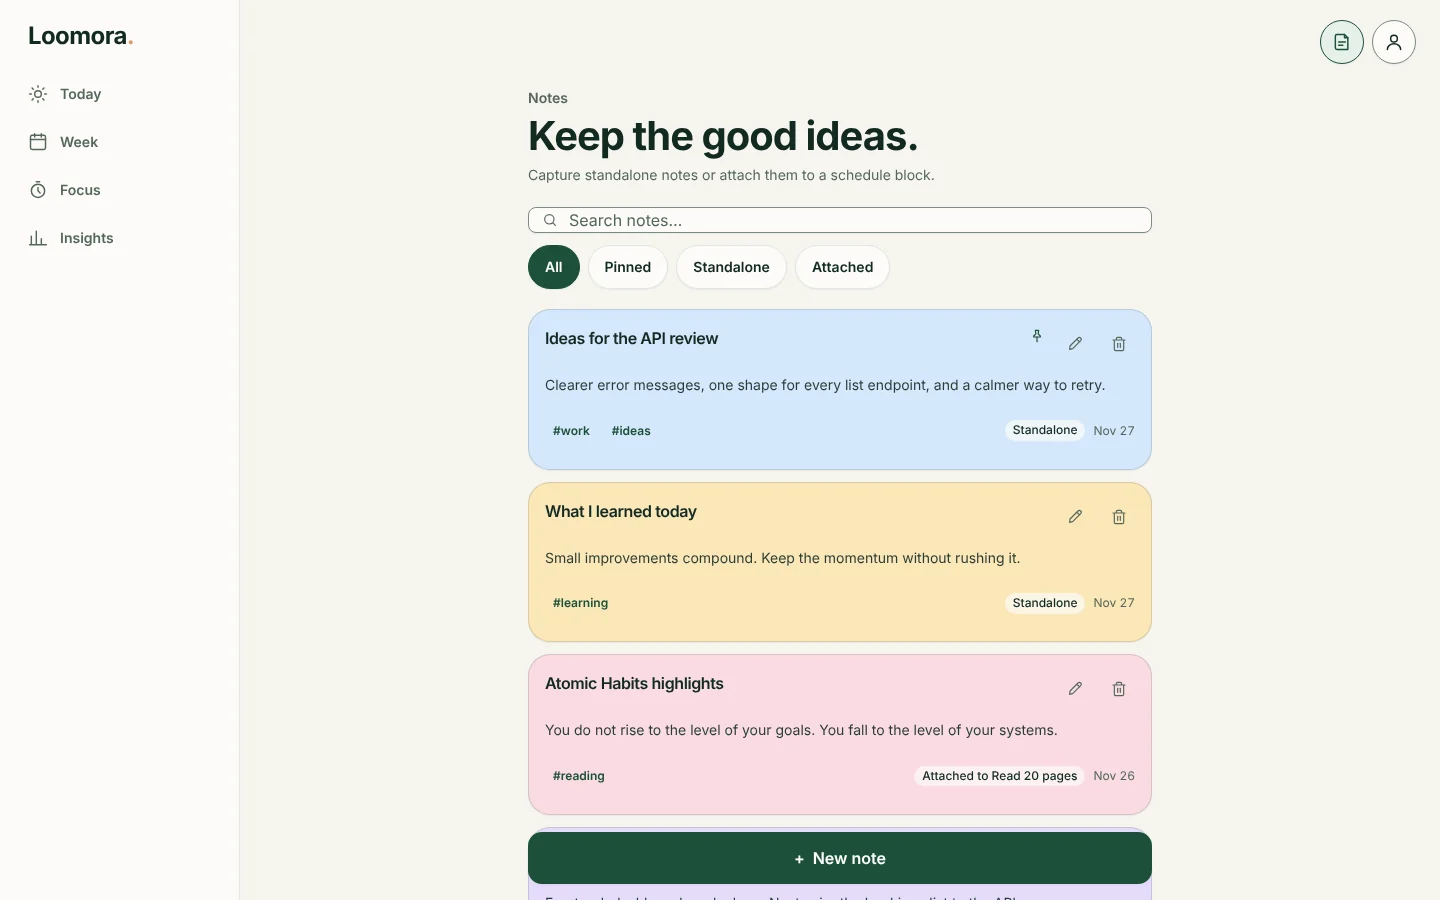 Loomora.
Today
Week
Focus
Insights
Notes
Keep the good ideas.
Capture standalone notes or attach them to a schedule block.
Search notes...
All
Pinned
Standalone
Attached
Ideas for the API review
Clearer error messages, one shape for every list endpoint, and a calmer way to retry.
#work #ideas
Standalone Nov 27
What I learned today
Small improvements compound. Keep the momentum without rushing it.
#learning
Standalone Nov 27
Atomic Habits highlights
You do not rise to the level of your goals. You fall to the level of your systems.
#reading
Attached to Read 20 pages Nov 26
+ New note